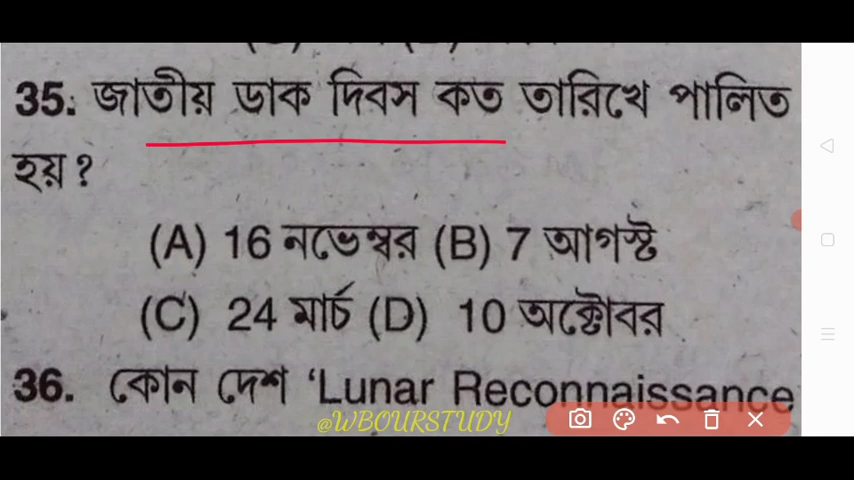 35. জাতীয় ডাক দিবস কত তারিখে পালিত
হয়?
(A) 16 নভেম্বর (B) 7 আগস্ট
(C) 24 মার্চ (D) 10 অক্টোবর
36. কোন দেশ ‘Lunar Reconnaissance
@WBOURSTUDY